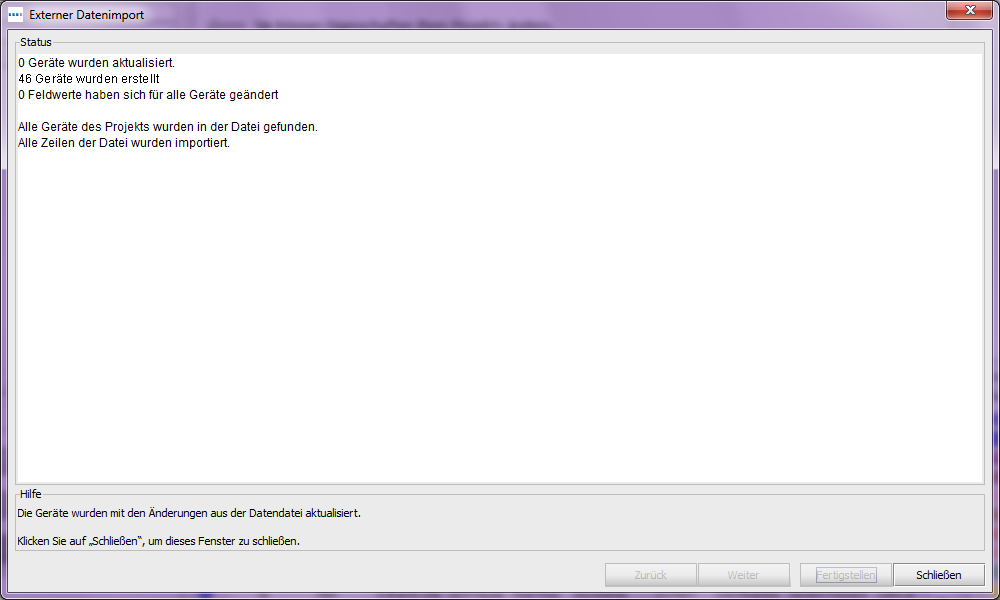 Externer Datenimport
Status
0 Geräte wurden aktualisiert.
46 Geräte wurden erstellt
0 Feldwerte haben sich für alle Geräte geändert
Alle Geräte des Projekts wurden in der Datei gefunden.
Alle Zeilen der Datei wurden importiert.
Hilfe
Die Geräte wurden mit den Änderungen aus der Datendatei aktualisiert.
Klicken Sie auf „Schließen“, um dieses Fenster zu schließen.
Zurück Weiter Fertigstellen Schließen